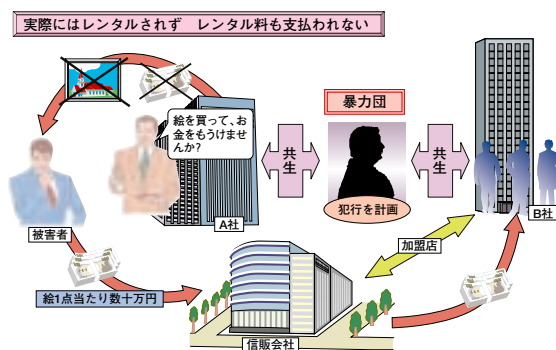 実際にはレンタルされず　レンタル料も支払われない
絵を買って、お
金をもうけませ
んか?
A社
被害者
共生
暴力団
犯行を計画
共生
B社
加盟店
絵1点当たり数十万円
信販会社